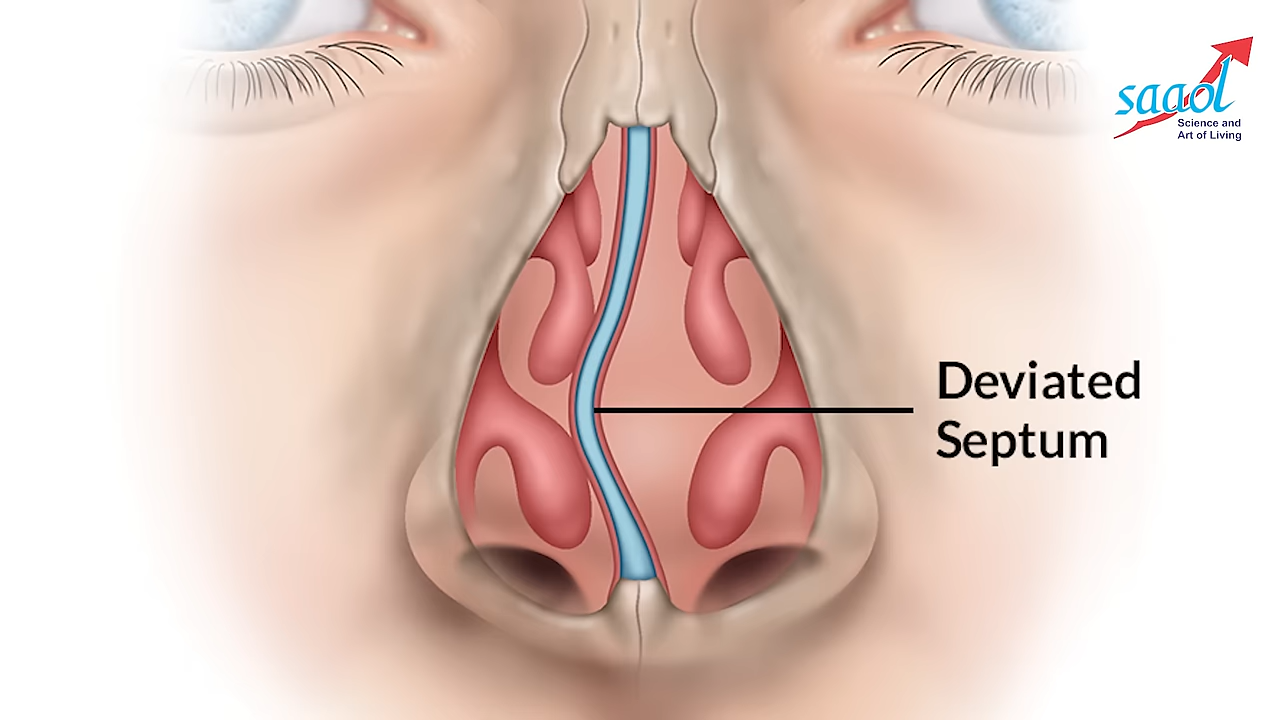 saaol
Science and
Art of Living
Deviated
Septum